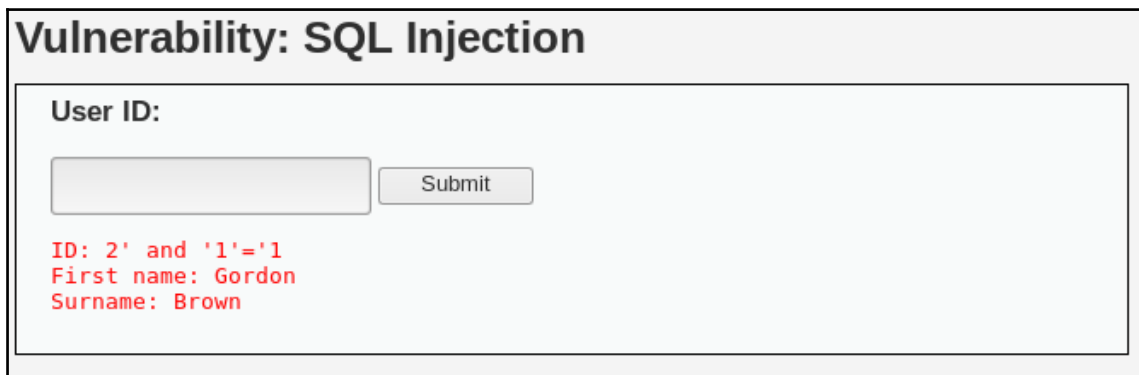 Vulnerability: SQL Injection
User ID:
Submit
ID: 2' and '1'='1
First name: Gordon
Surname: Brown